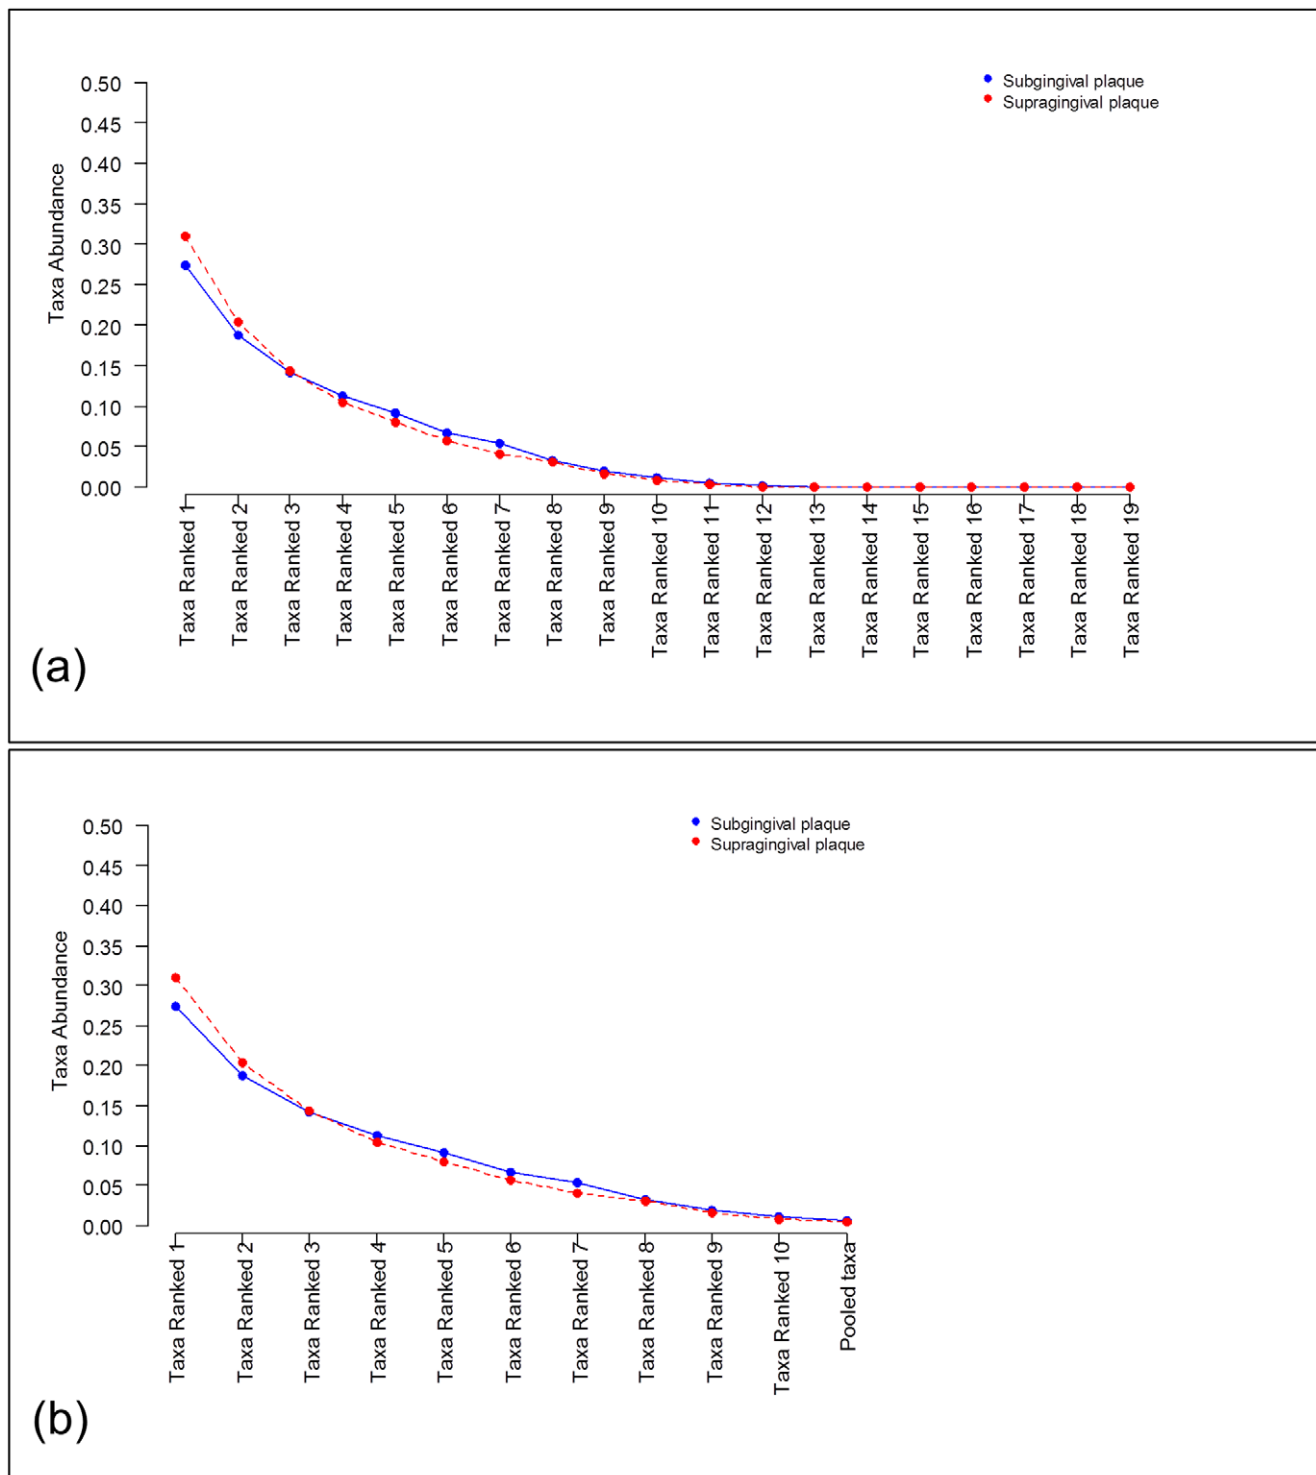 Subgingival plaque
Supragingival plaque
0.50
0.45
0.40
0.35
0.30
0.25
0.20
0.15
0.10
0.05
0.00
Taxa Abundance
Taxa Ranked 1
Taxa Ranked 2
Taxa Ranked 3
Taxa Ranked 4
Taxa Ranked 5
Taxa Ranked 6
Taxa Ranked 7
Taxa Ranked 8
Taxa Ranked 9
Taxa Ranked 10
Taxa Ranked 11
Taxa Ranked 12
Taxa Ranked 13
Taxa Ranked 14
Taxa Ranked 15
Taxa Ranked 16
Taxa Ranked 17
Taxa Ranked 18
Taxa Ranked 19
(a)
Subgingival plaque
Supragingival plaque
0.50
0.45
0.40
0.35
0.30
0.25
0.20
0.15
0.10
0.05
0.00
Taxa Abundance
Taxa Ranked 1
Taxa Ranked 2
Taxa Ranked 3
Taxa Ranked 4
Taxa Ranked 5
Taxa Ranked 6
Taxa Ranked 7
Taxa Ranked 8
Taxa Ranked 9
Taxa Ranked 10
Pooled taxa
(b)